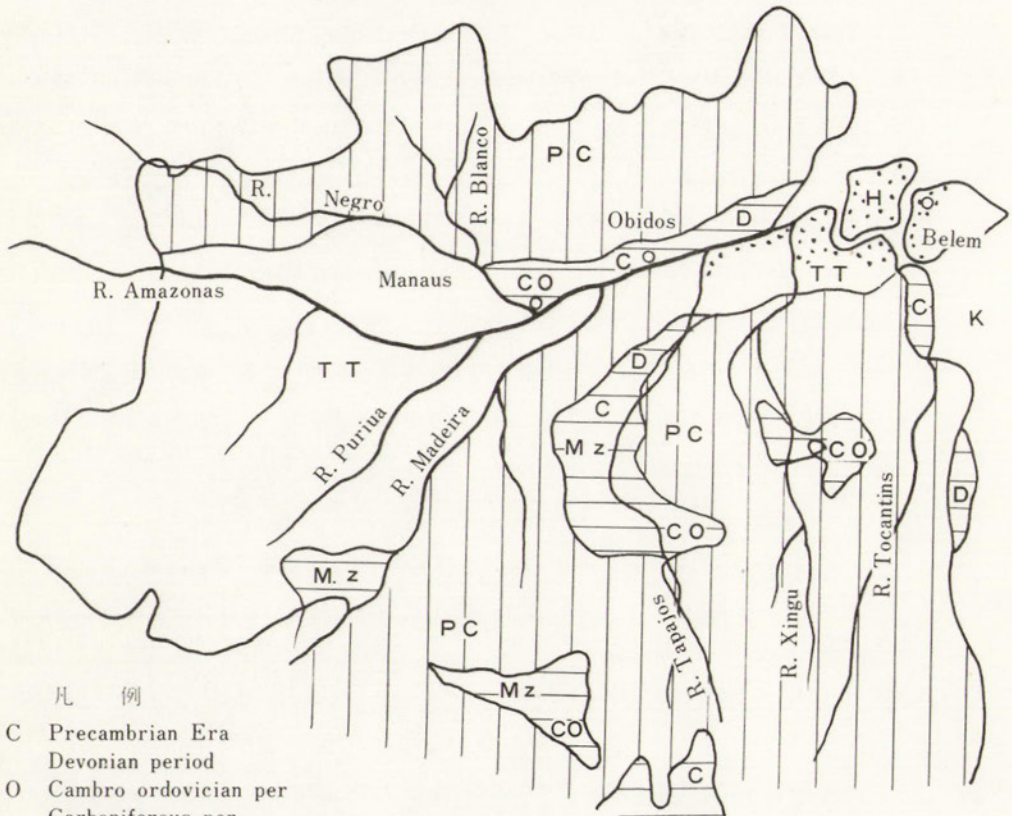 R. Blanco
P C
R.
Negro
Obidos
D
H
O
Belem
C O
C O
O
T T
Manaus
R. Amazonas
C
K
T T
D
C
P C
M z
C O
R. Puriua
R. Madeira
D
C O
R. Tocantins
M. z
P C
R. Tapajos
R. Xingu
M z
CO
C
凡 例
C Precambrian Era
Devonian period
O Cambro ordovician per